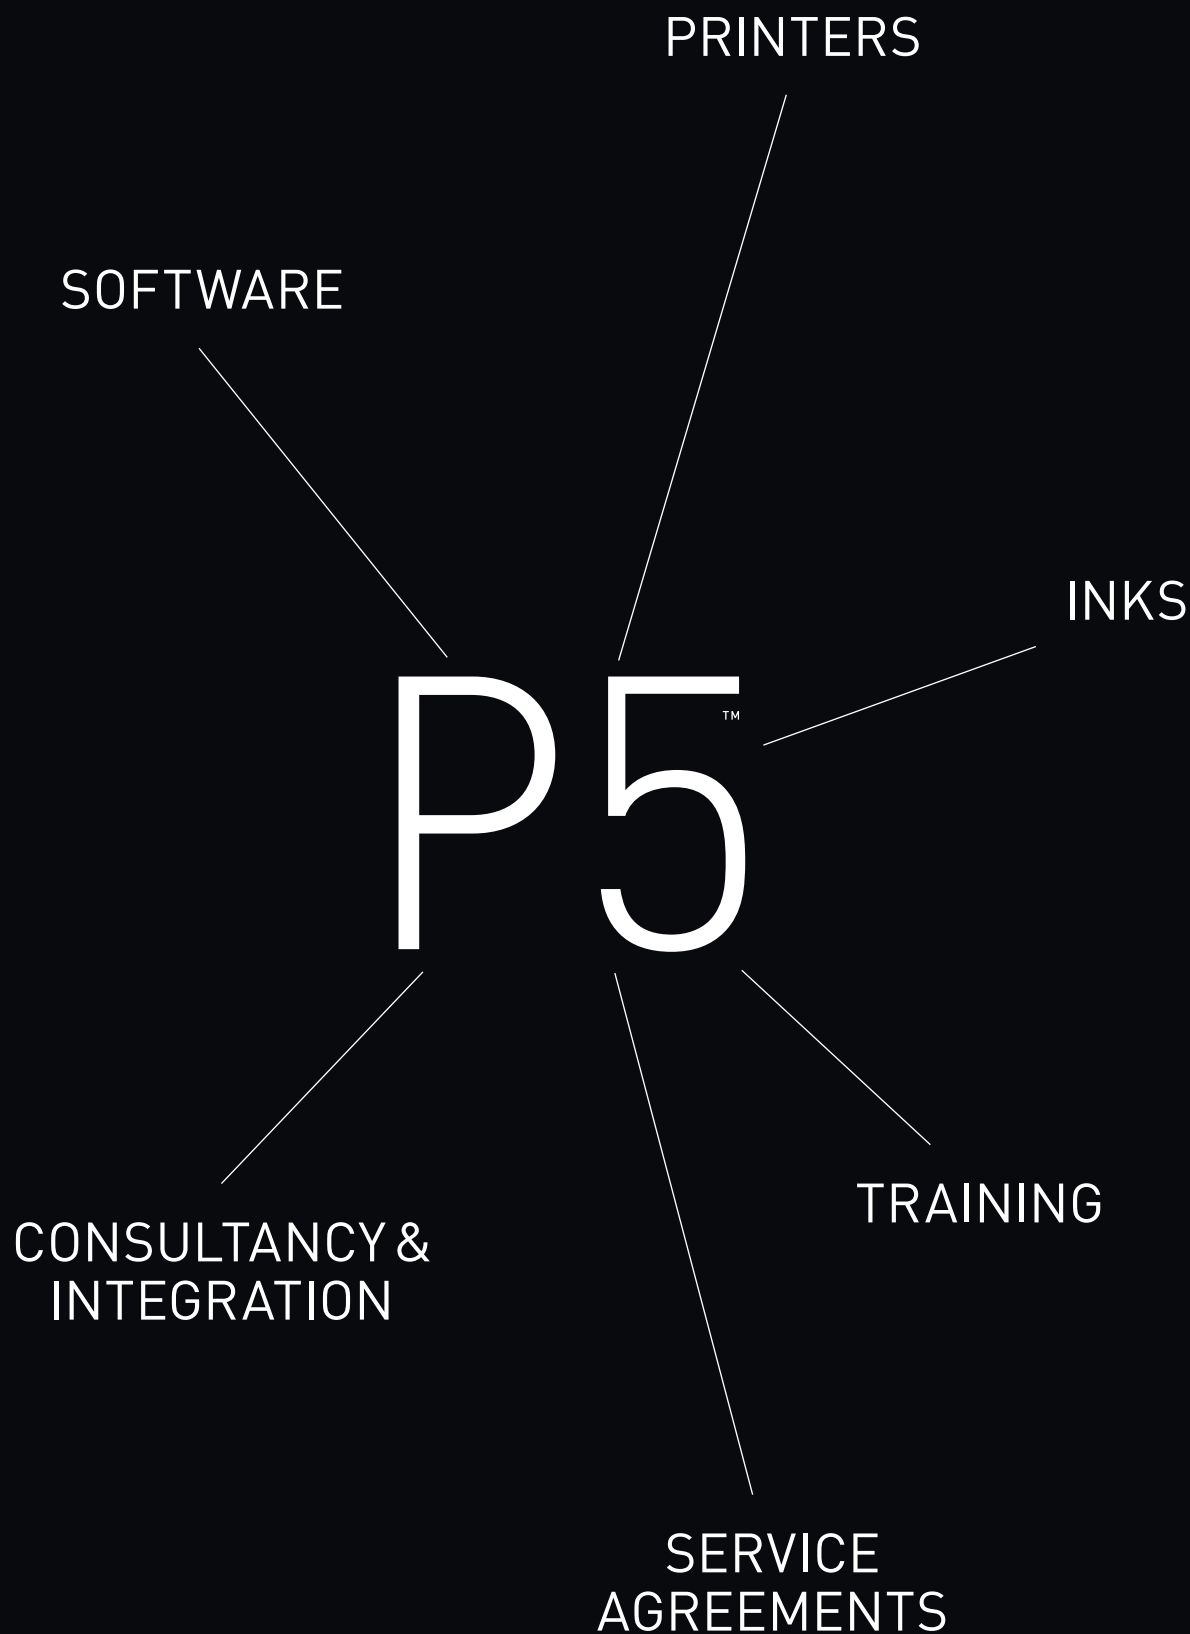 PRINTERS
SOFTWARE
INKS
P5™
TRAINING
CONSULTANCY &
INTEGRATION
SERVICE
AGREEMENTS